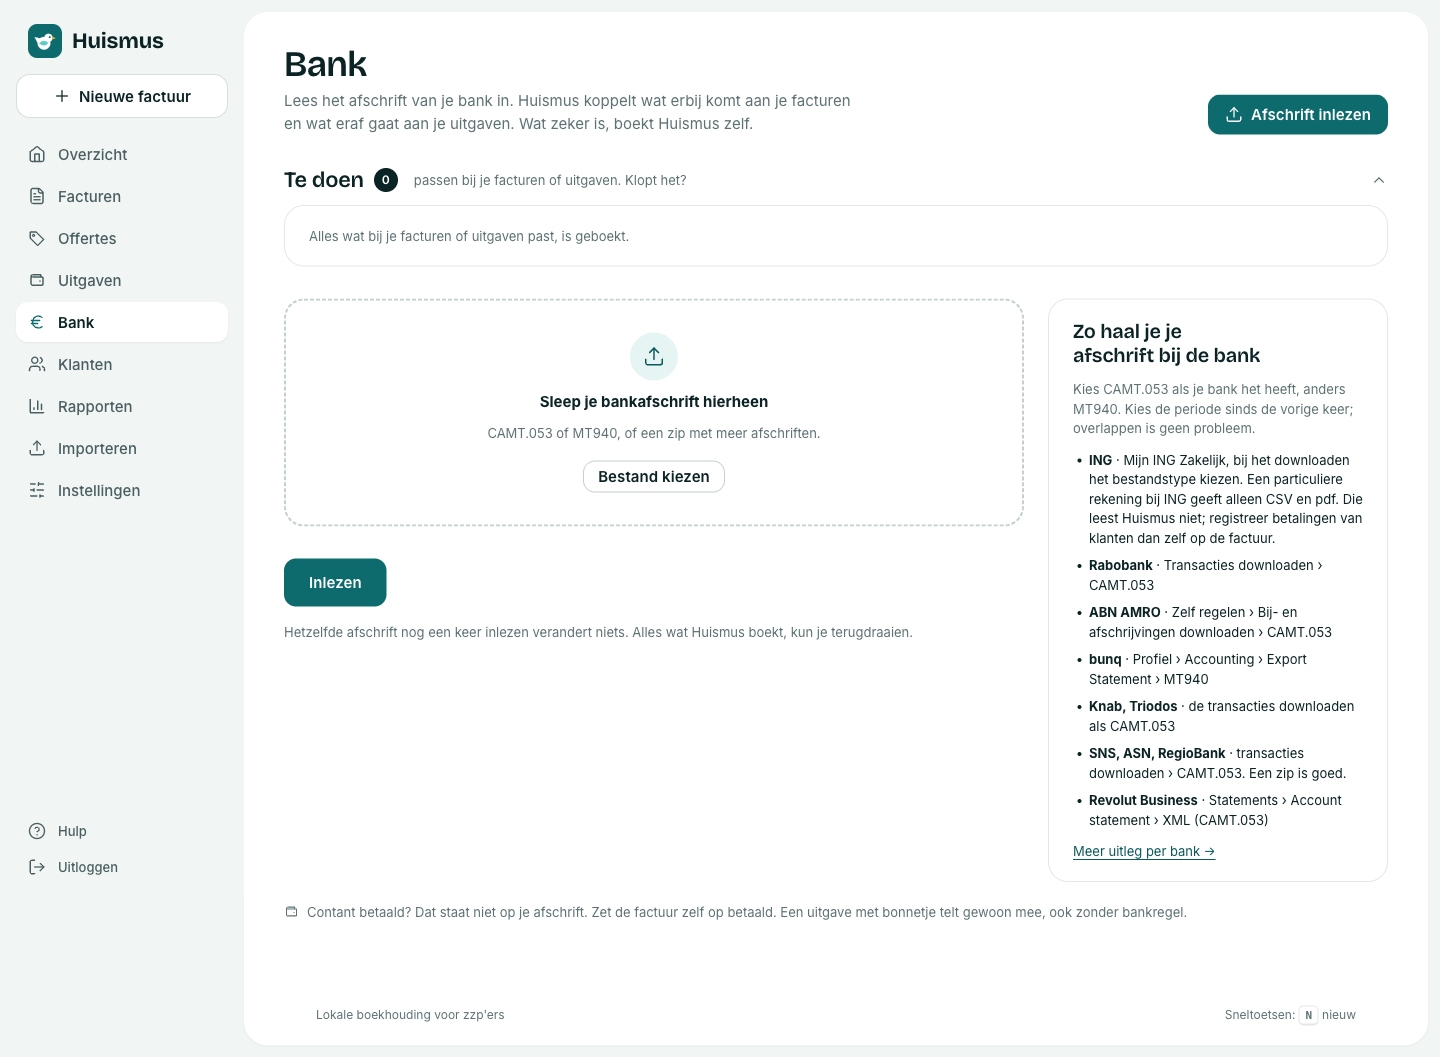 Huismus
Nieuwe factuur
Overzicht
Facturen
Offertes
Uitgaven
Bank
Klanten
Rapporten
Importeren
Instellingen
Hulp
Uitloggen
Bank
Lees het afschrift van je bank in. Huismus koppelt wat erbij komt aan je facturen
en wat eraf gaat aan je uitgaven. Wat zeker is, boekt Huismus zelf.
Afschrift inlezen
Te doen 0 passen bij je facturen of uitgaven. Klopt het?
Alles wat bij je facturen of uitgaven past, is geboekt.
Sleep je bankafschrift hierheen
CAMT.053 of MT940, of een zip met meer afschriften.
Bestand kiezen
Inlezen
Hetzelfde afschrift nog een keer inlezen verandert niets. Alles wat Huismus boekt, kun je terugdraaien.
Zo haal je je
afschrift bij de bank
Kies CAMT.053 als je bank het heeft, anders
MT940. Kies de periode sinds de vorige keer;
overlappen is geen probleem.
• ING · Mijn ING Zakelijk, bij het downloaden
het bestandstype kiezen. Een particuliere
rekening bij ING geeft alleen CSV en pdf. Die
leest Huismus niet; registreer betalingen van
klanten dan zelf op de factuur.
• Rabobank · Transacties downloaden ›
CAMT.053
• ABN AMRO · Zelf regelen › Bij- en
afschrijvingen downloaden › CAMT.053
• bunq · Profiel › Accounting › Export
Statement › MT940
• Knab, Triodos · de transacties downloaden
als CAMT.053
• SNS, ASN, RegioBank · transacties
downloaden › CAMT.053. Een zip is goed.
• Revolut Business · Statements › Account
statement › XML (CAMT.053)
Meer uitleg per bank →
Contant betaald? Dat staat niet op je afschrift. Zet de factuur zelf op betaald. Een uitgave met bonnetje telt gewoon mee, ook zonder bankregel.
Lokale boekhouding voor zzp'ers
Sneltoetsen: N nieuw